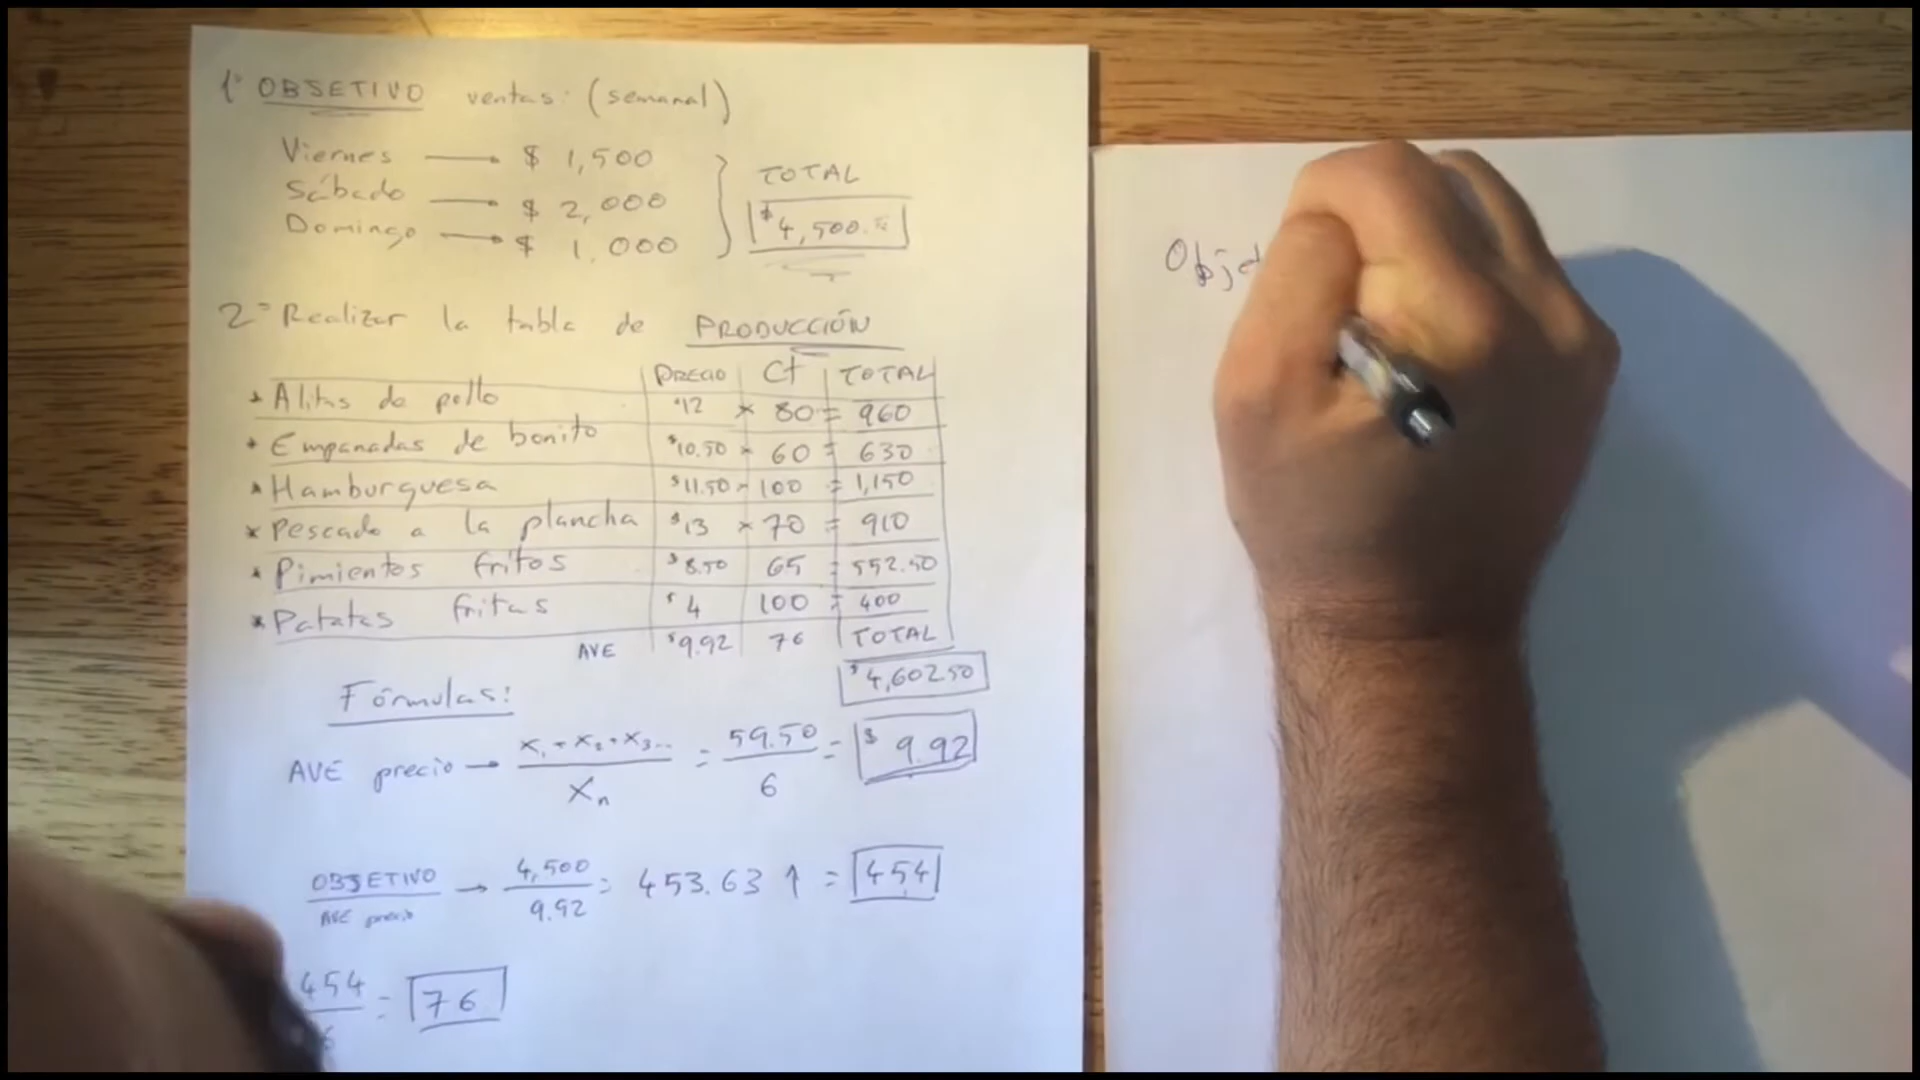 1º OBJETIVO ventas: (semanal)
Viernes → $ 1,500
Sábado → $ 2,000
Domingo → $ 1,000
TOTAL
$4,500.
2º Realizar la tabla de PRODUCCIÓN
PRECIO Ct TOTAL
* Alitas de pollo $12 × 80 = 960
* Empanadas de bonito $10.50 × 60 = 630
* Hamburguesa $11.50 - 100 = 1,150
* Pescado a la plancha $13 × 70 = 910
* Pimientos fritos $8.50 65 = 552.50
* Patatas fritas $4 100 = 400
AVE $9.92 76 TOTAL
$4,602.50
Fórmulas:
AVE precio → x₁ + x₂ + x₃... / Xn = 59.50 / 6 = $9.92
OBJETIVO / AVE precio → 4,500 / 9.92 = 453.63 ↑ = 454
454 / 6 = 76
Objet